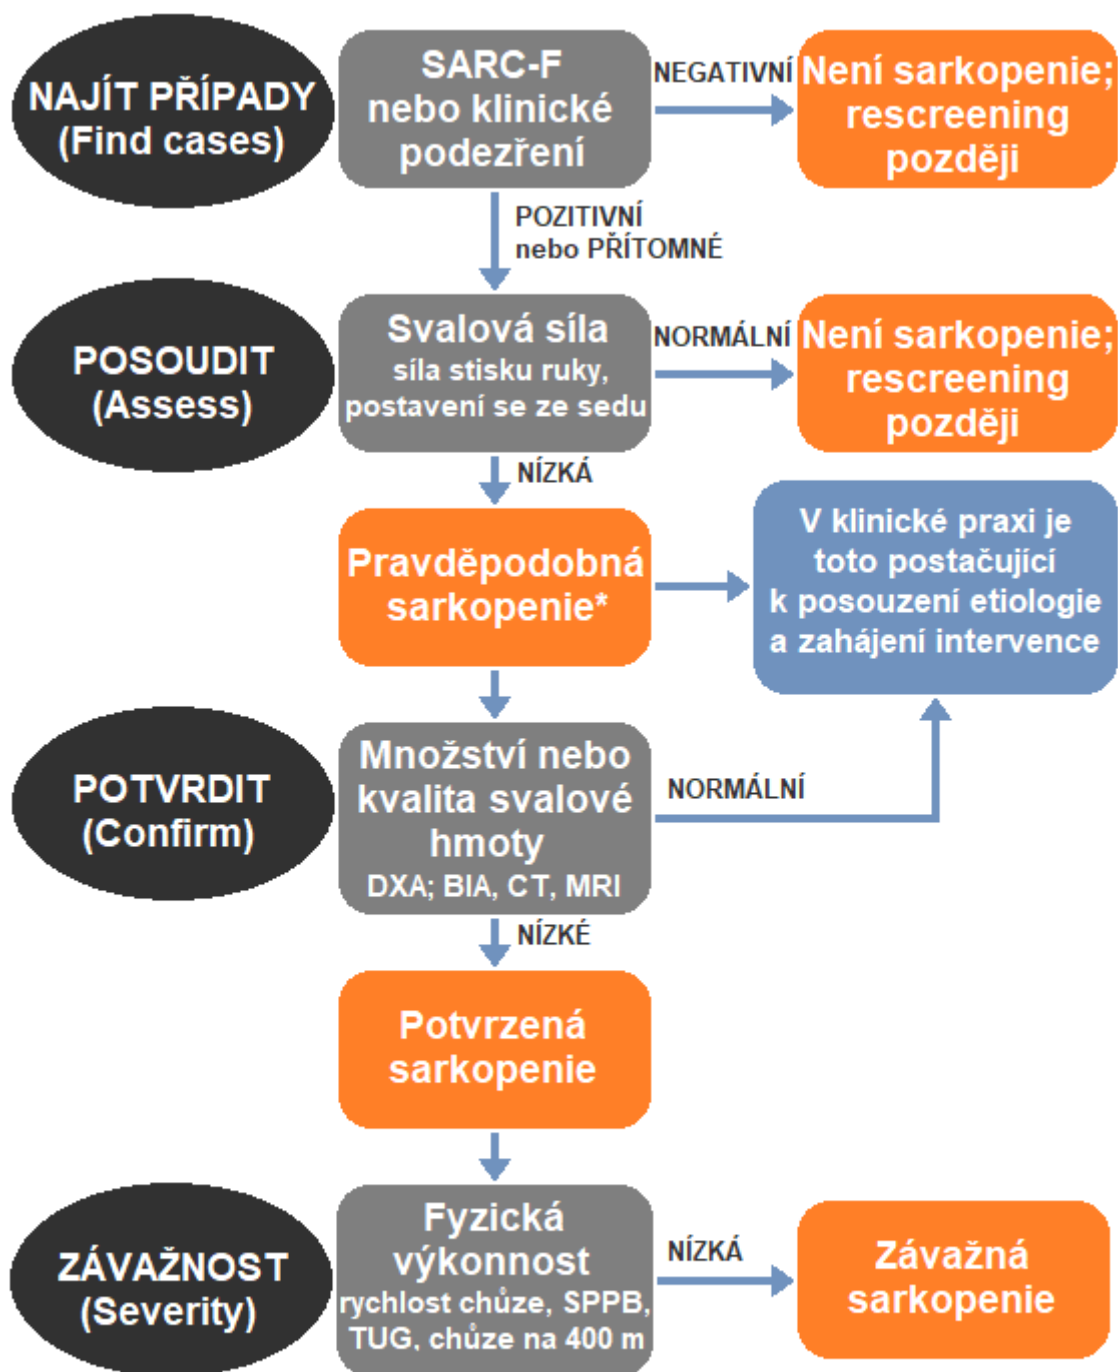 NAJÍT PŘÍPADY
(Find cases)
SARC-F
nebo klinické
podezření
NEGATIVNÍ
Není sarkopenie;
rescreening
později
POZITIVNÍ
nebo PŘÍTOMNÉ
POSOUDIT
(Assess)
Svalová síla
síla stisku ruky,
postavení se ze sedu
NORMÁLNÍ
Není sarkopenie;
rescreening
později
NÍZKÁ
Pravděpodobná
sarkopenie*
V klinické praxi je
toto postačující
k posouzení etiologie
a zahájení intervence
POTVRDIT
(Confirm)
Množství nebo
kvalita svalové
hmoty
DXA; BIA, CT, MRI
NORMÁLNÍ
NÍZKÉ
Potvrzená
sarkopenie
ZÁVAŽNOST
(Severity)
Fyzická
výkonnost
rychlost chůze, SPPB,
TUG, chůze na 400 m
NÍZKÁ
Závažná
sarkopenie